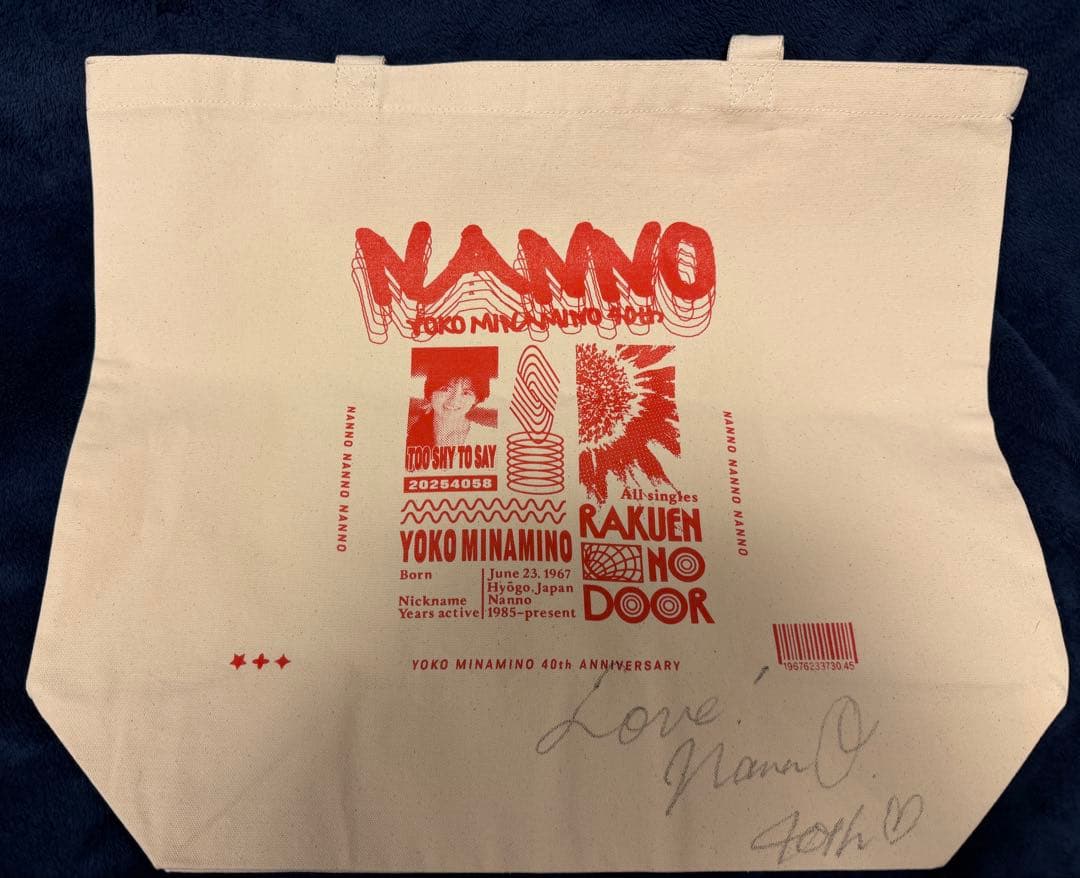 NANNO
YOKO MINAMINO 40th
TOO SHY TO SAY
20254058
YOKO MINAMINO
Born June 23. 1967
Hyōgo, Japan
Nickname Nanno
Years active 1985-present
All singles
RAKUEN
NO
DOOR
NANNO NANNO NANNO
NANNO NANNO NANNO
YOKO MINAMINO 40th ANNIVERSARY
19676233730.45
Love!
NannO.
40th♡